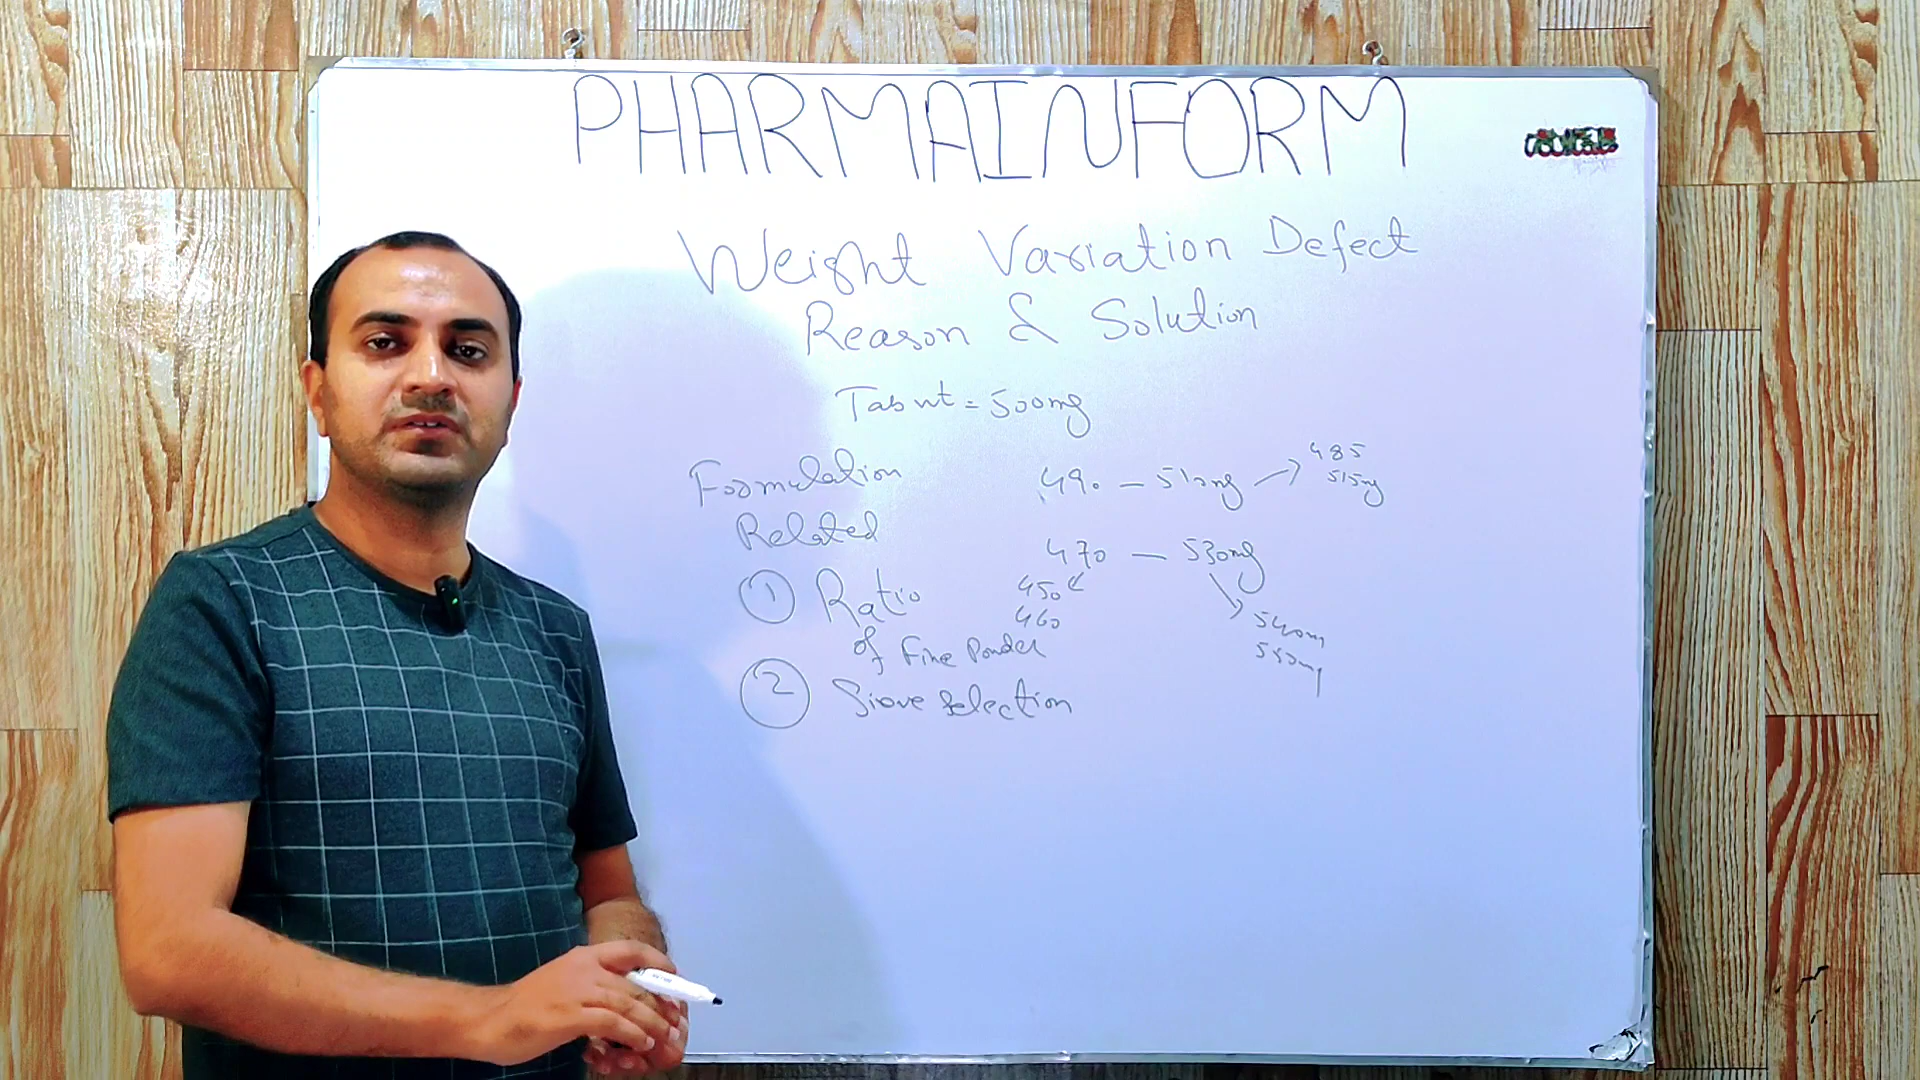 PHARMAINFORM
Weight Variation Defect
Reason & Solution
Tab wt = 500mg
Formulation
Related
490 - 510mg → 485
515mg
470 - 530mg
450
460
540mg
550mg
① Ratio
of Fine Powder
② Sieve selection